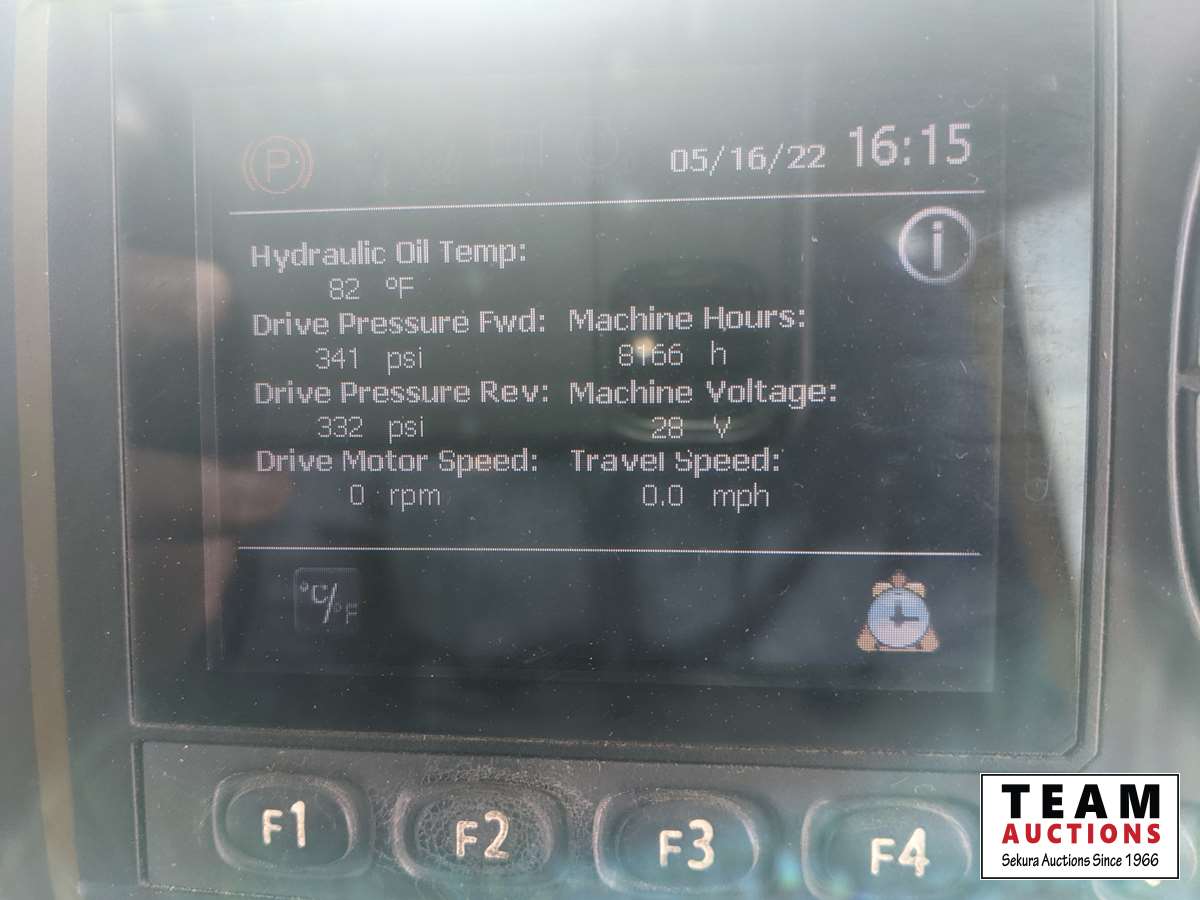 P
05/16/22 16:15
i
Hydraulic Oil Temp:
82 °F
Drive Pressure Fwd: Machine Hours:
341 psi 8166 h
Drive Pressure Rev: Machine Voltage:
332 psi 28 V
Drive Motor Speed: Travel Speed:
0 rpm 0.0 mph
°C/°F
F1 F2 F3 F4
TEAM
AUCTIONS
Sekura Auctions Since 1966